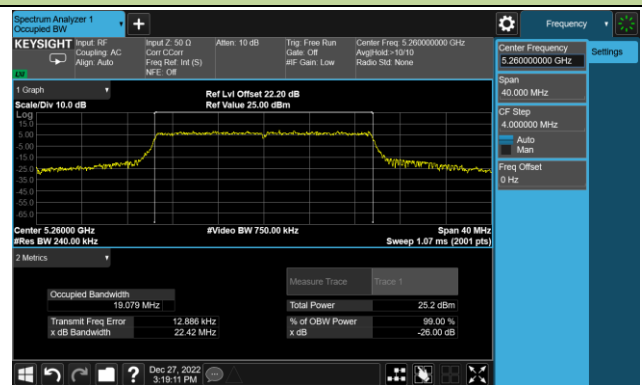 Spectrum Analyzer 1
Occupied BW
Frequency
KEYSIGHT
Input: RF
Coupling: AC
Align: Auto
Input Z: 50 Ω
Corr CCorr
Freq Ref: Int (S)
NFE: Off
Atten: 10 dB
Trig: Free Run
Gate: Off
#IF Gain: Low
Center Freq: 5.260000000 GHz
Avg|Hold:>10/10
Radio Std: None
Center Frequency
5.260000000 GHz
Settings
Span
40.000 MHz
CF Step
4.000000 MHz
Auto
Man
Freq Offset
0 Hz
1 Graph
Scale/Div 10.0 dB
Ref Lvl Offset 22.20 dB
Ref Value 25.00 dBm
Log
15.0
5.00
-5.00
-15.0
-25.0
-35.0
-45.0
-55.0
-65.0
Center 5.26000 GHz
#Res BW 240.00 kHz
#Video BW 750.00 kHz
Span 40 MHz
Sweep 1.07 ms (2001 pts)
2 Metrics
Measure Trace
Trace 1
Occupied Bandwidth
19.079 MHz
Total Power
25.2 dBm
Transmit Freq Error
12.886 kHz
% of OBW Power
99.00 %
x dB Bandwidth
22.42 MHz
x dB
-26.00 dB
?
Dec 27, 2022
3:19:11 PM